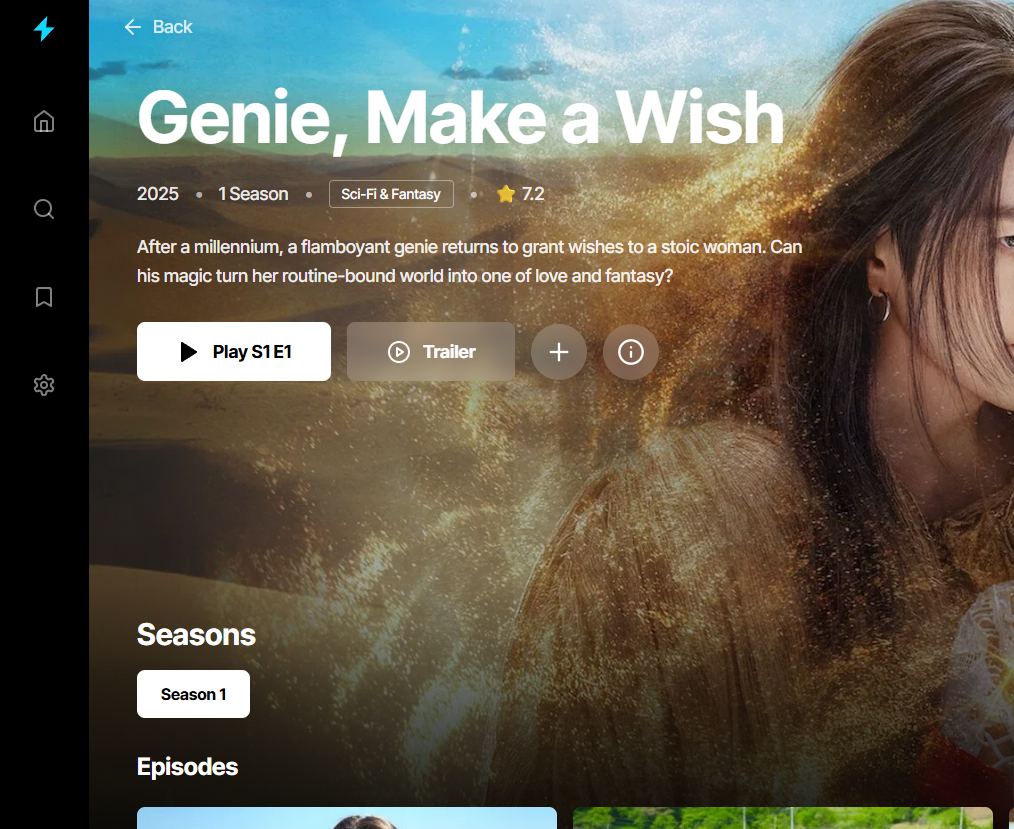 Back
Genie, Make a Wish
2025 • 1 Season • Sci-Fi & Fantasy • ⭐ 7.2
After a millennium, a flamboyant genie returns to grant wishes to a stoic woman. Can
his magic turn her routine-bound world into one of love and fantasy?
Play S1 E1
Trailer
Seasons
Season 1
Episodes